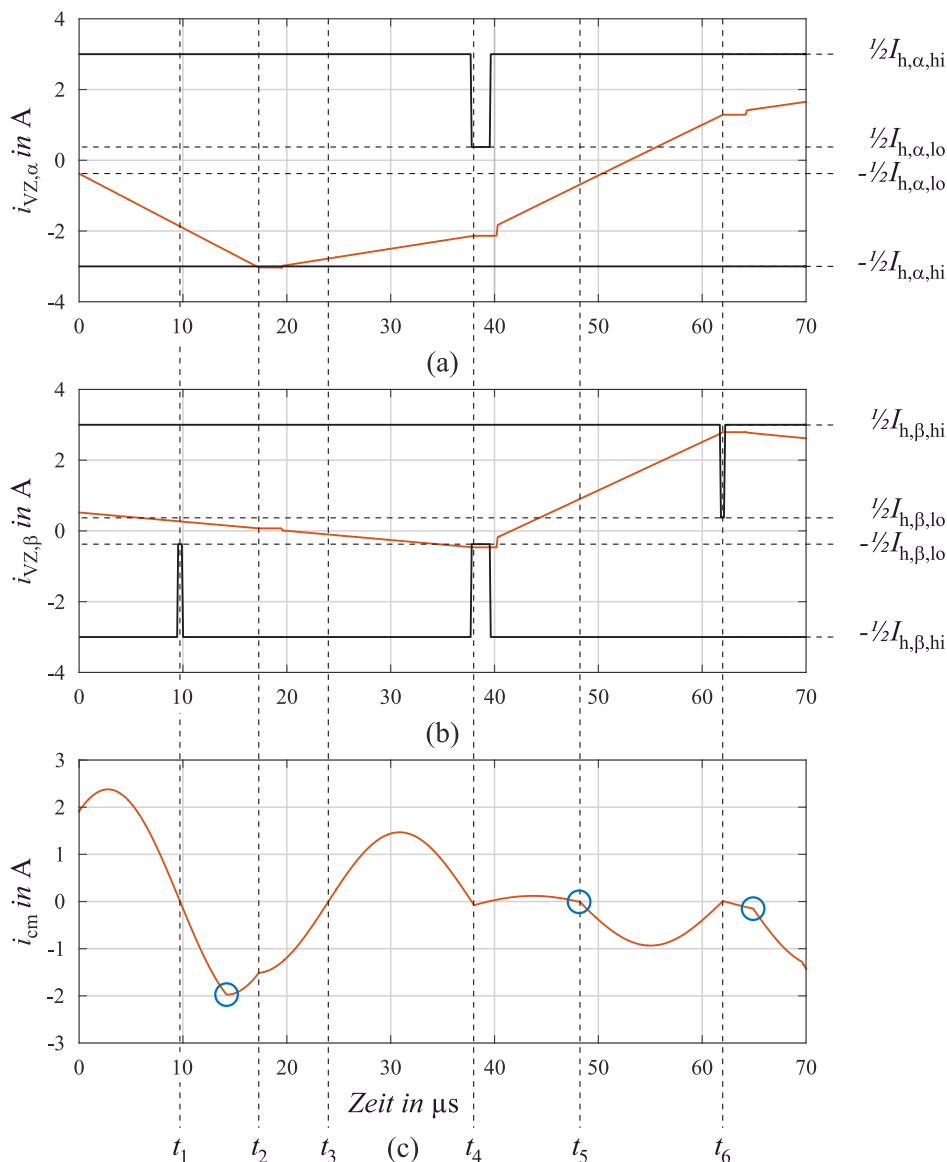 4
2
0
-2
-4
i_VZ,α in A
½I_h,α,hi
½I_h,α,lo
-½I_h,α,lo
-½I_h,α,hi
0 10 20 30 40 50 60 70
(a)
4
2
0
-2
-4
i_VZ,β in A
½I_h,β,hi
½I_h,β,lo
-½I_h,β,lo
-½I_h,β,hi
0 10 20 30 40 50 60 70
(b)
3
2
1
0
-1
-2
-3
i_cm in A
0 10 20 30 40 50 60 70
Zeit in µs
t_1 t_2 t_3 t_4 t_5 t_6
(c)